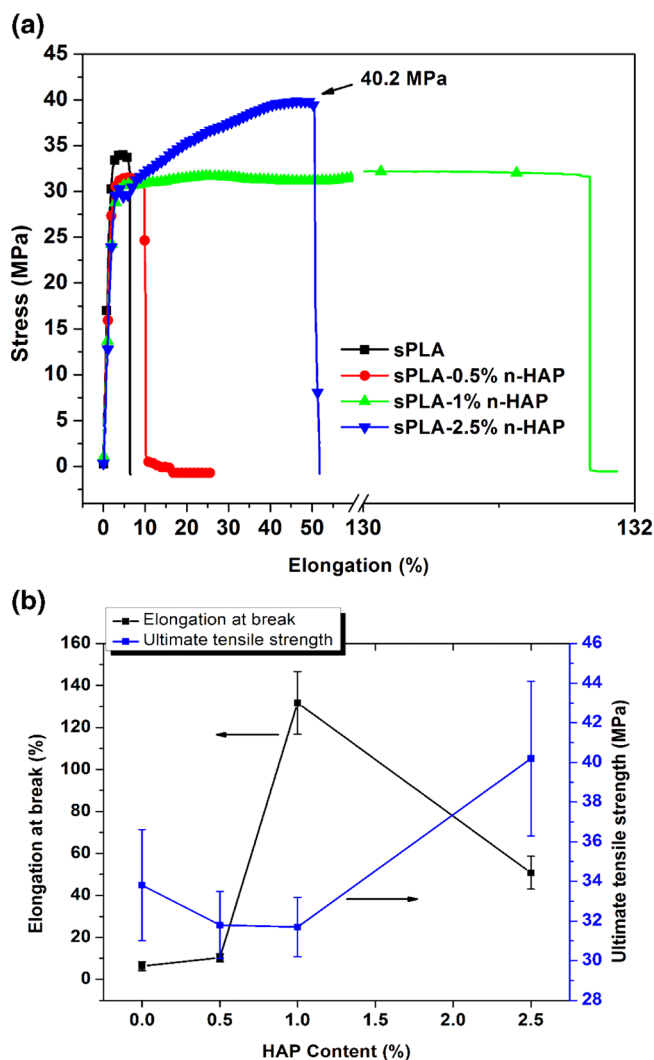 (a)
45
40
35
30
25
20
15
10
5
0
Stress (MPa)
40.2 MPa
sPLA
sPLA-0.5% n-HAP
sPLA-1% n-HAP
sPLA-2.5% n-HAP
0 10 20 30 40 50 130 132
Elongation (%)
(b)
Elongation at break
Ultimate tensile strength
160
140
120
100
80
60
40
20
0
Elongation at break (%)
46
44
42
40
38
36
34
32
30
28
Ultimate tensile strength (MPa)
0.0 0.5 1.0 1.5 2.0 2.5
HAP Content (%)